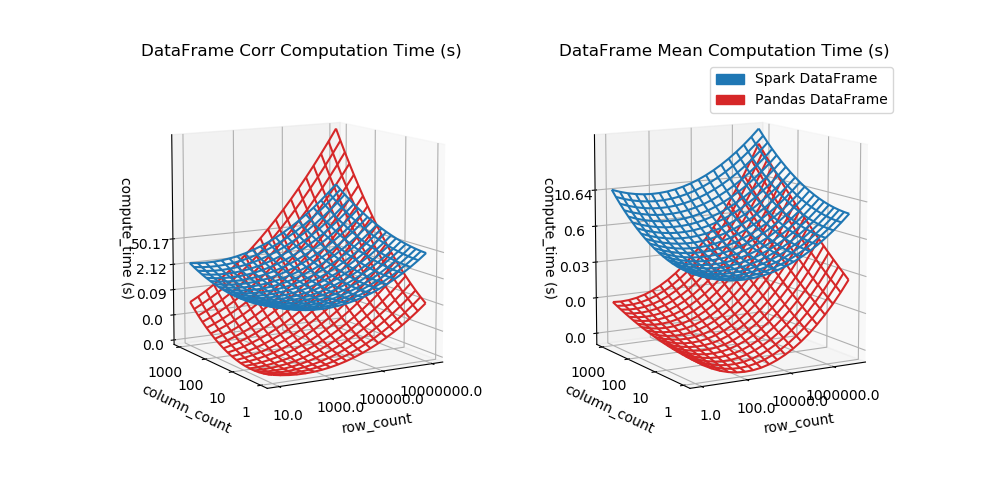 DataFrame Corr Computation Time (s)
DataFrame Mean Computation Time (s)
Spark DataFrame
Pandas DataFrame
compute_time (s)
50.17
2.12
0.09
0.0
0.0
1000
100
10
1
column_count
10.0
1000.0
100000.0
10000000.0
row_count
compute_time (s)
10.64
0.6
0.03
0.0
0.0
1000
100
10
1
column_count
1.0
100.0
10000.0
1000000.0
row_count